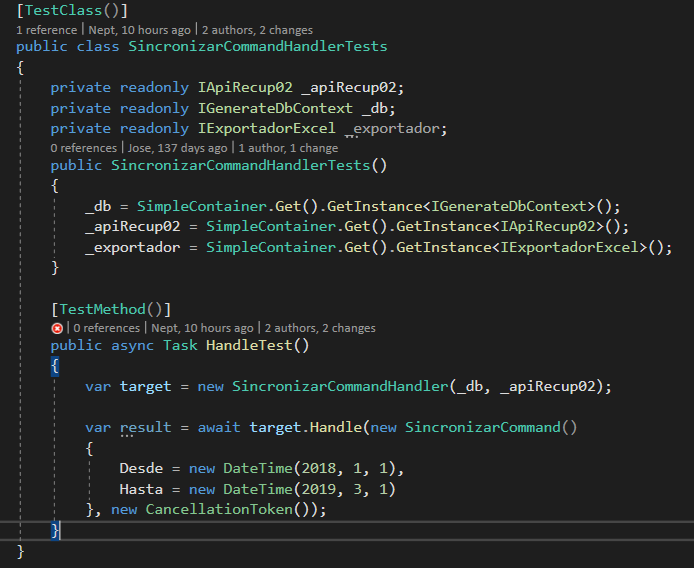 [TestClass()]
1 reference | Nept, 10 hours ago | 2 authors, 2 changes
public class SincronizarCommandHandlerTests
{
private readonly IApiRecup02 _apiRecup02;
private readonly IGenerateDbContext _db;
private readonly IExportadorExcel _exportador;
0 references | Jose, 137 days ago | 1 author, 1 change
public SincronizarCommandHandlerTests()
{
_db = SimpleContainer.Get().GetInstance<IGenerateDbContext>();
_apiRecup02 = SimpleContainer.Get().GetInstance<IApiRecup02>();
_exportador = SimpleContainer.Get().GetInstance<IExportadorExcel>();
}
[TestMethod()]
| 0 references | Nept, 10 hours ago | 2 authors, 2 changes
public async Task HandleTest()
{
var target = new SincronizarCommandHandler(_db, _apiRecup02);
var result = await target.Handle(new SincronizarCommand()
{
Desde = new DateTime(2018, 1, 1),
Hasta = new DateTime(2019, 3, 1)
}, new CancellationToken());
}
}